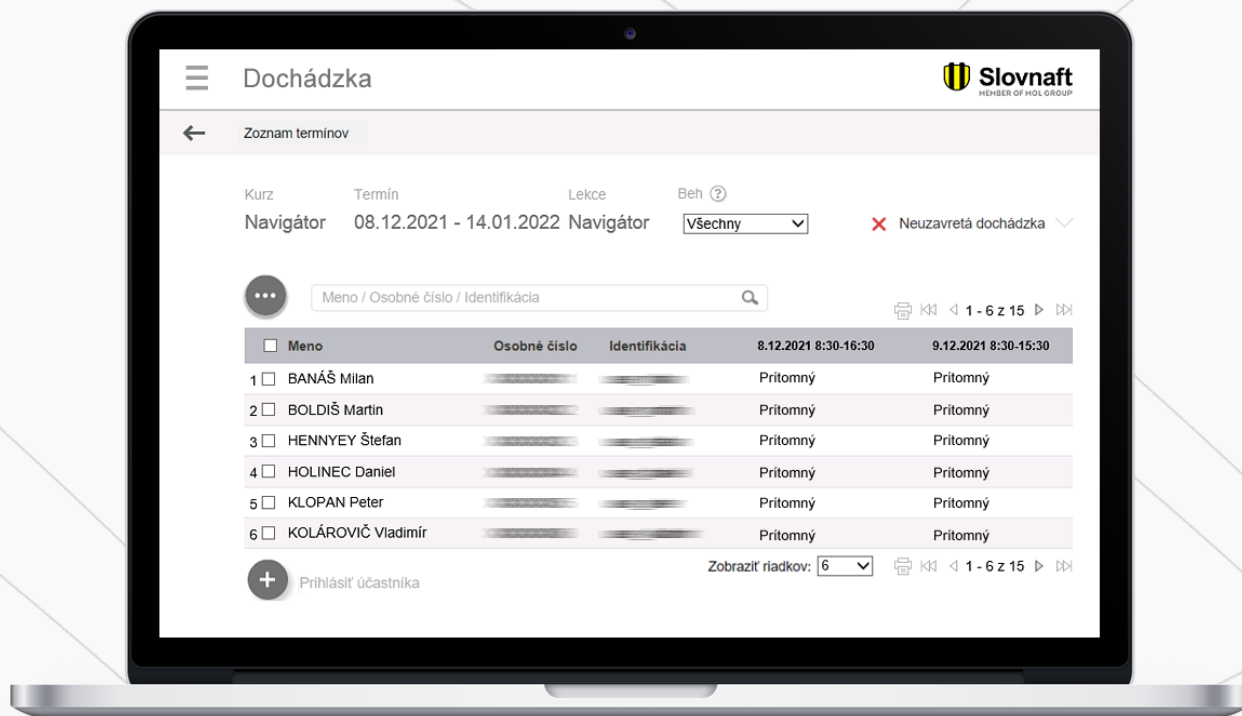 Dochádzka
Slovnaft
MEMBER OF MOL GROUP
Zoznam termínov
Kurz Termín Lekce Beh ?
Navigátor 08.12.2021 - 14.01.2022 Navigátor Všechny Neuzavretá dochádzka
Meno / Osobné číslo / Identifikácia
1 - 6 z 15
Meno Osobné číslo Identifikácia 8.12.2021 8:30-16:30 9.12.2021 8:30-15:30
1 BANÁŠ Milan Prítomný Prítomný
2 BOLDIŠ Martin Prítomný Prítomný
3 HENNYEY Štefan Prítomný Prítomný
4 HOLINEC Daniel Prítomný Prítomný
5 KLOPAN Peter Prítomný Prítomný
6 KOLÁROVIČ Vladimír Prítomný Prítomný
Zobraziť riadkov: 6 1 - 6 z 15
Prihlásiť účastníka